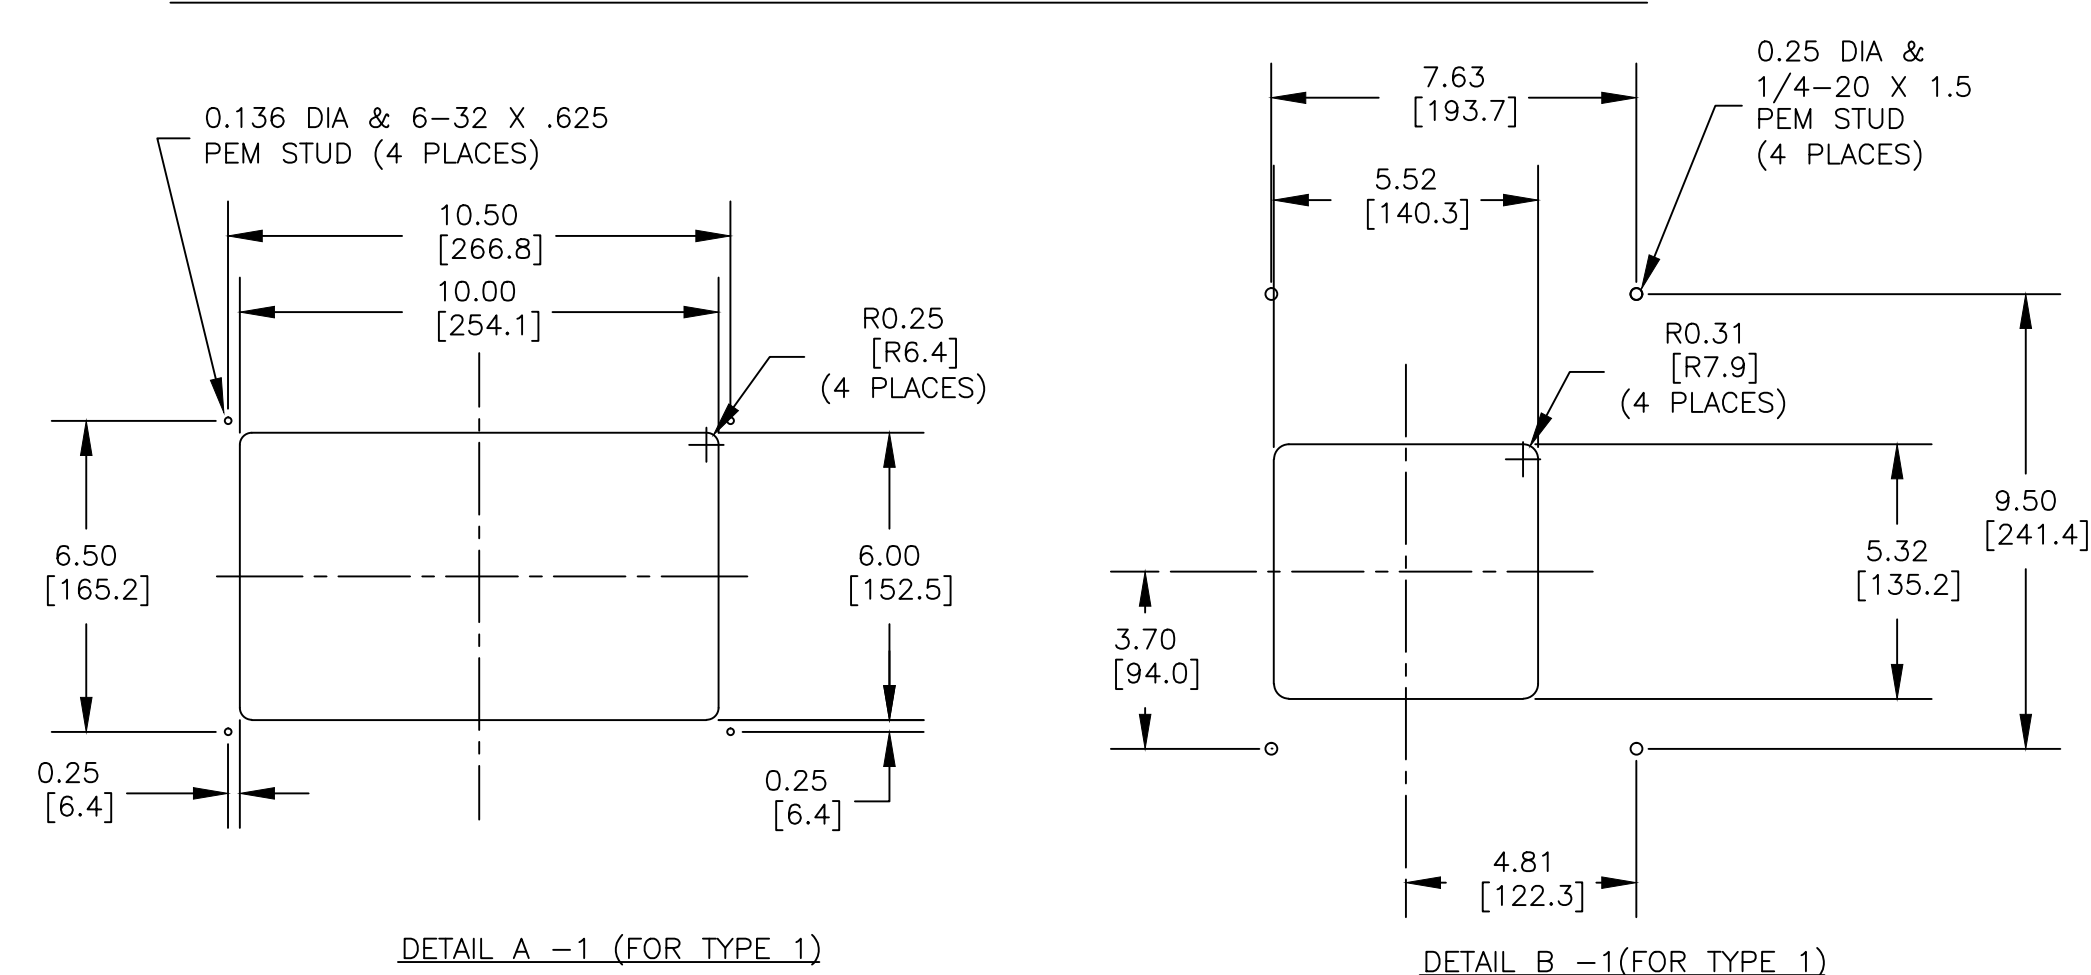 0.136 DIA & 6-32 X .625
PEM STUD (4 PLACES)
10.50
[266.8]
10.00
[254.1]
R0.25
[R6.4]
(4 PLACES)
6.50
[165.2]
6.00
[152.5]
0.25
[6.4]
0.25
[6.4]
DETAIL A -1 (FOR TYPE 1)
7.63
[193.7]
0.25 DIA &
1/4-20 X 1.5
PEM STUD
(4 PLACES)
5.52
[140.3]
R0.31
[R7.9]
(4 PLACES)
9.50
[241.4]
5.32
[135.2]
3.70
[94.0]
4.81
[122.3]
DETAIL B -1(FOR TYPE 1)